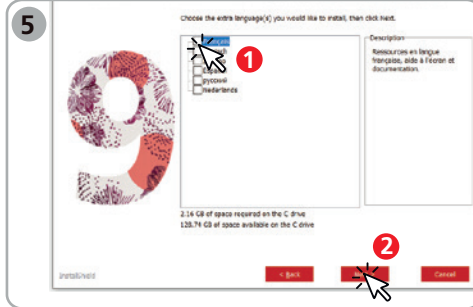 5
Choose the extra language(s) you would like to install, then click Next.
1
русский
Nederlands
Description
Ressources en langue
française, aide à l'écran et
documentation.
9
2.16 GB of space required on the C drive
128.74 GB of space available on the C drive
2
InstallShield
< Back
Cancel